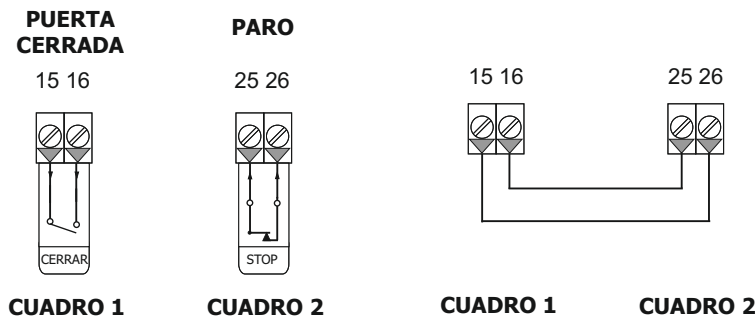 PUERTA
CERRADA
15 16
CERRAR
CUADRO 1
PARO
25 26
STOP
CUADRO 2
15 16
25 26
CUADRO 1
CUADRO 2